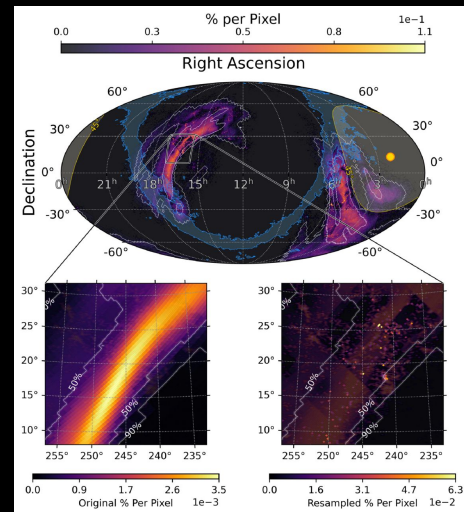 % per Pixel
1e−1
0.0 0.3 0.5 0.8 1.1
Right Ascension
60° 60°
30° 30°
0° 0°
21h 18h 15h 12h 9h
-30° -30°
-60° -60°
Declination
45°
30° 30°
25° 25°
20° 20°
15° 15°
10° 10°
50% 50% 90%
50% 50% 90%
255° 250° 245° 240° 235° 255° 250° 245° 240° 235°
0.0 0.9 1.7 2.6 3.5 0.0 1.6 3.1 4.7 6.3
Original % Per Pixel 1e−3 Resampled % Per Pixel 1e−2